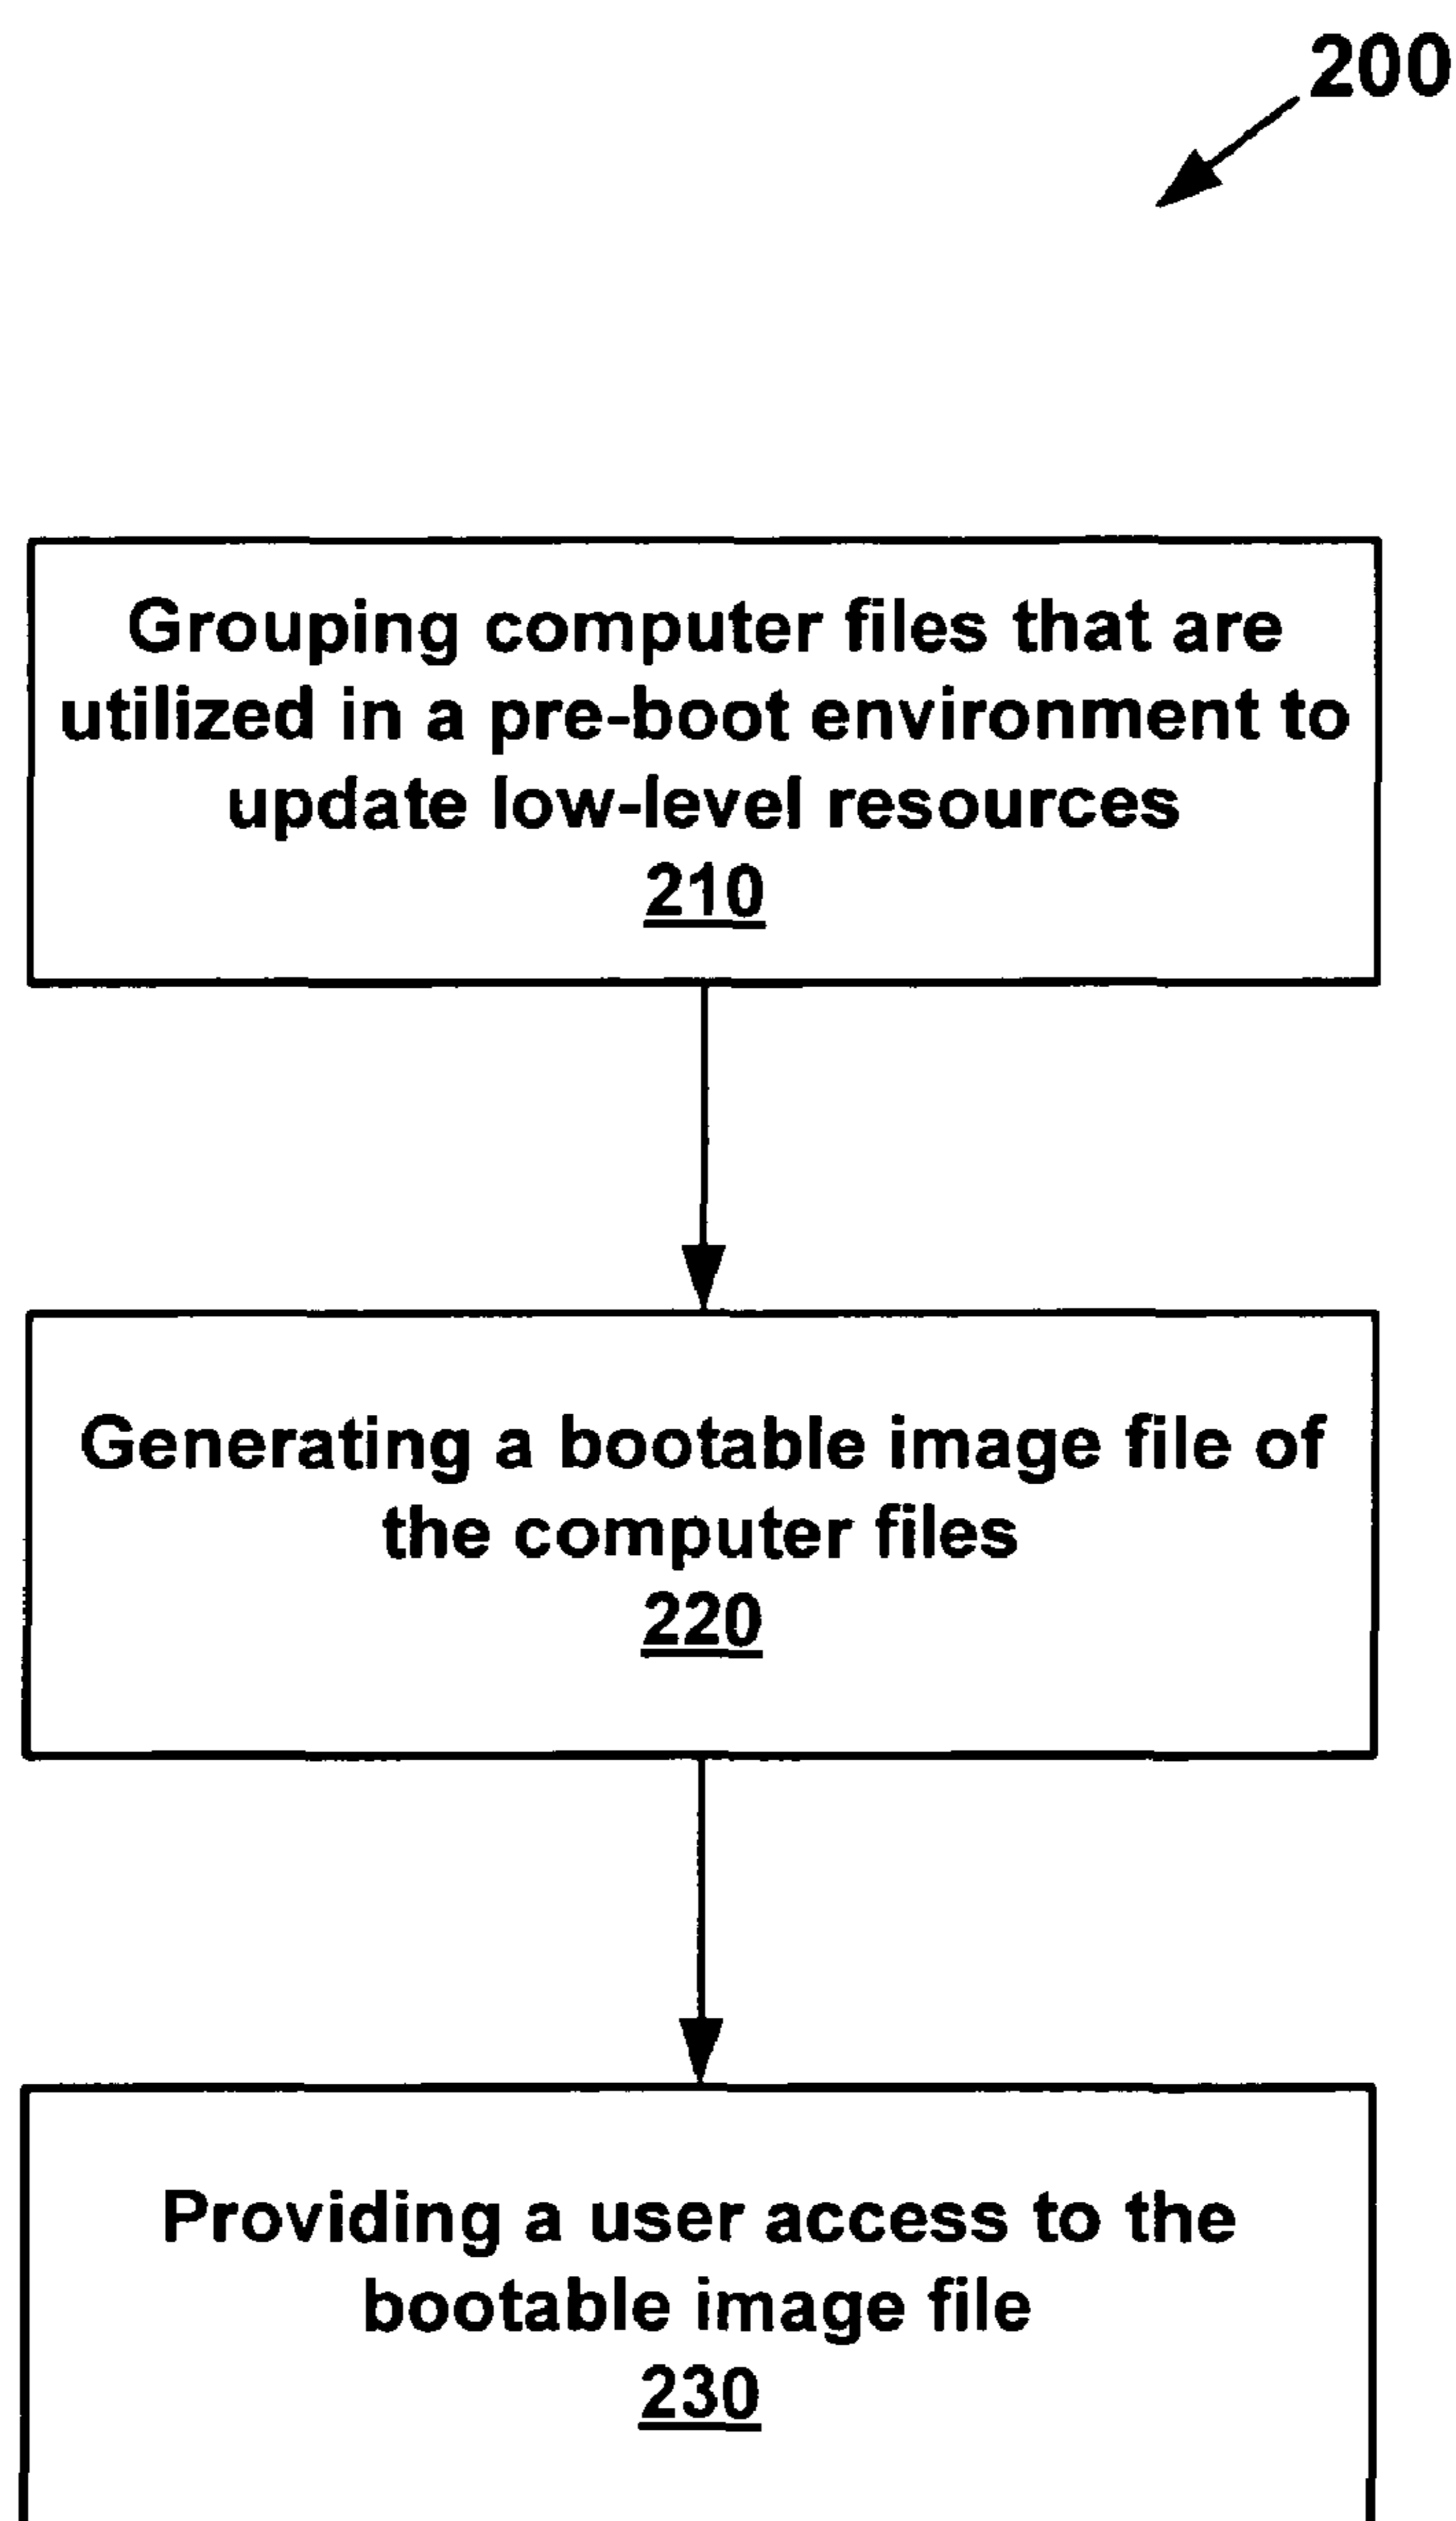 200
Grouping computer files that are
utilized in a pre-boot environment to
update low-level resources
210
Generating a bootable image file of
the computer files
220
Providing a user access to the
bootable image file
230